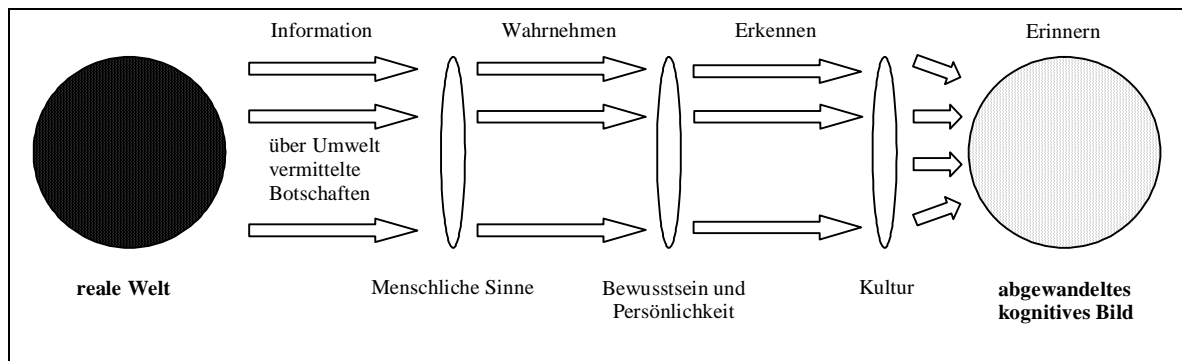 Information
Wahrnehmen
Erkennen
Erinnern
über Umwelt
vermittelte
Botschaften
reale Welt
Menschliche Sinne
Bewusstsein und
Persönlichkeit
Kultur
abgewandeltes
kognitives Bild